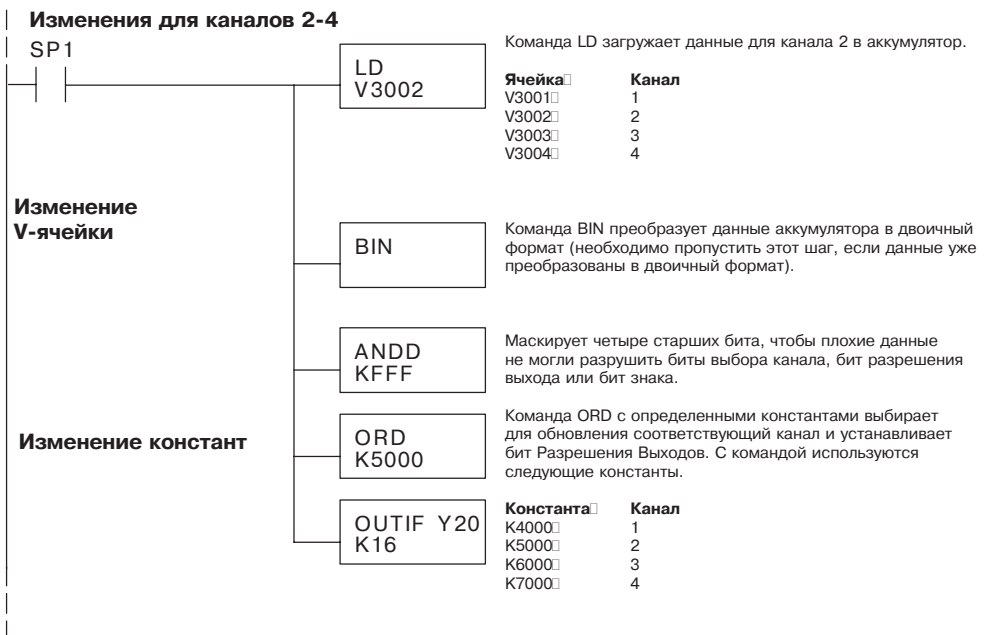 Изменения для каналов 2-4
SP1
LD
V3002
Команда LD загружает данные для канала 2 в аккумулятор.
Ячейка Канал
V3001 1
V3002 2
V3003 3
V3004 4
Изменение
V-ячейки
BIN
Команда BIN преобразует данные аккумулятора в двоичный
формат (необходимо пропустить этот шаг, если данные уже
преобразованы в двоичный формат).
ANDD
KFFF
Маскирует четыре старших бита, чтобы плохие данные
не могли разрушить биты выбора канала, бит разрешения
выхода или бит знака.
Изменение констант
ORD
K5000
Команда ORD с определенными константами выбирает
для обновления соответствующий канал и устанавливает
бит Разрешения Выходов. С командой используются
следующие константы.
OUTIF Y20
K16
Константа Канал
K4000 1
K5000 2
K6000 3
K7000 4